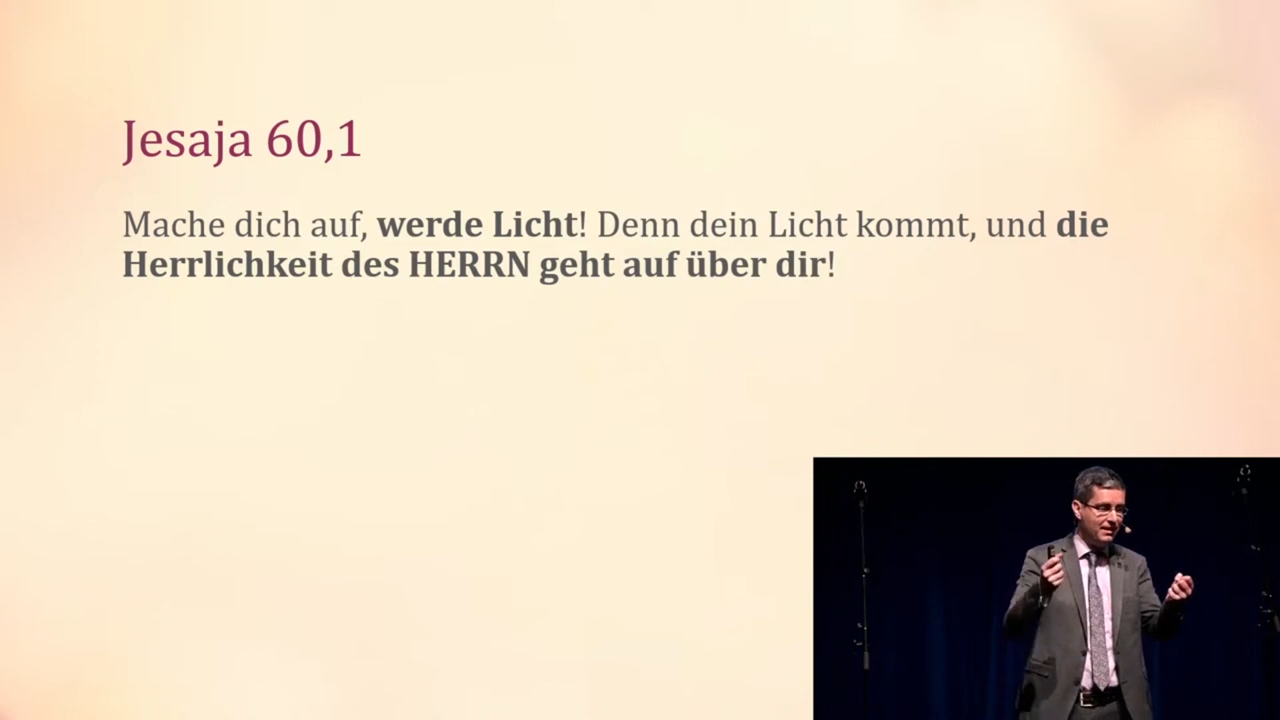 Jesaja 60,1
Mache dich auf, werde Licht! Denn dein Licht kommt, und die
Herrlichkeit des HERRN geht auf über dir!